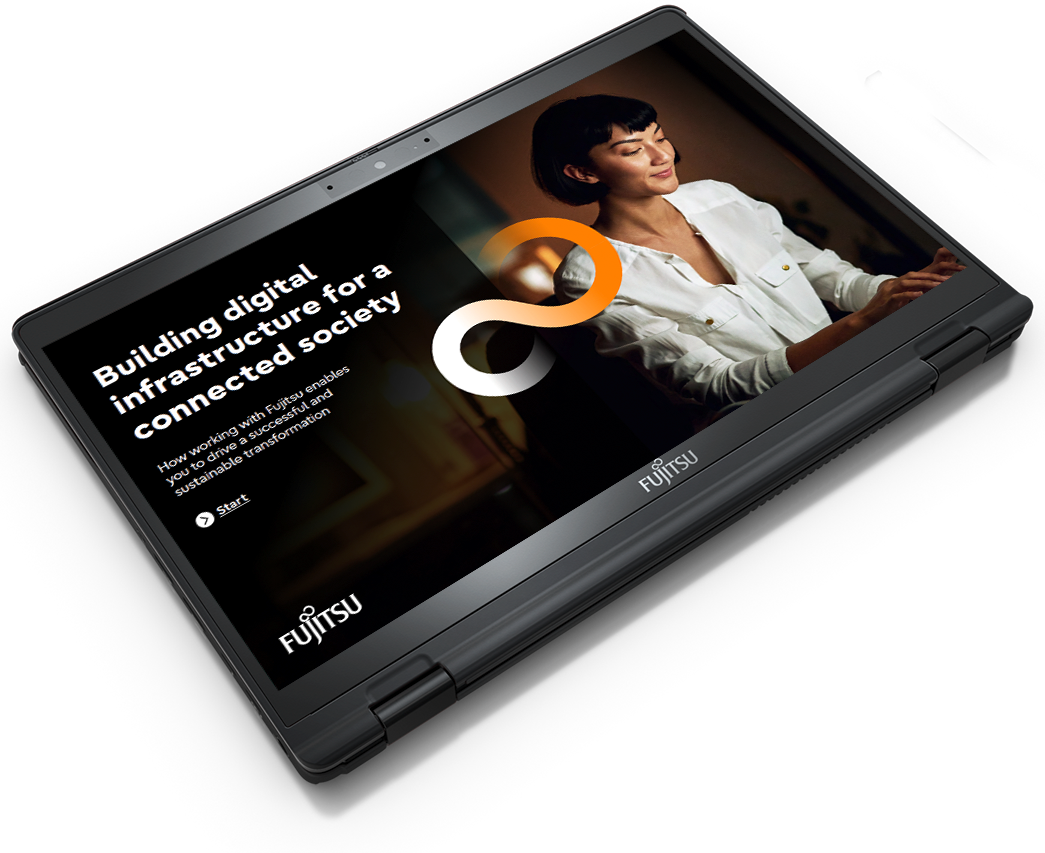 Building digital
infrastructure for a
connected society
How working with Fujitsu enables
you to drive a successful and
sustainable transformation
Start
FUJITSU
FUJITSU